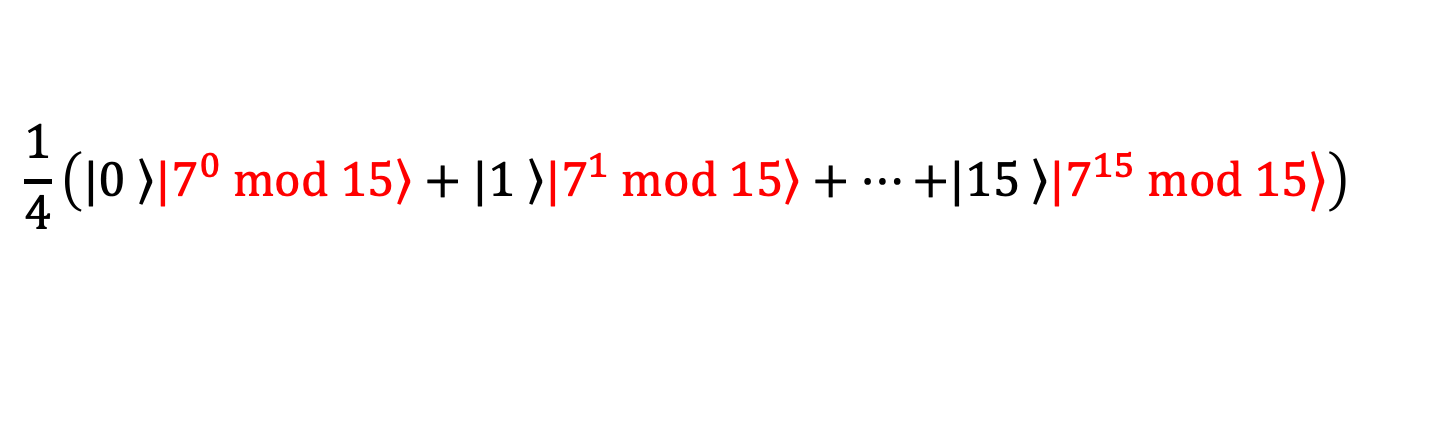 1/4 (|0 ⟩|7⁰ mod 15⟩ + |1 ⟩|7¹ mod 15⟩ + ⋯ +|15 ⟩|7¹⁵ mod 15⟩)